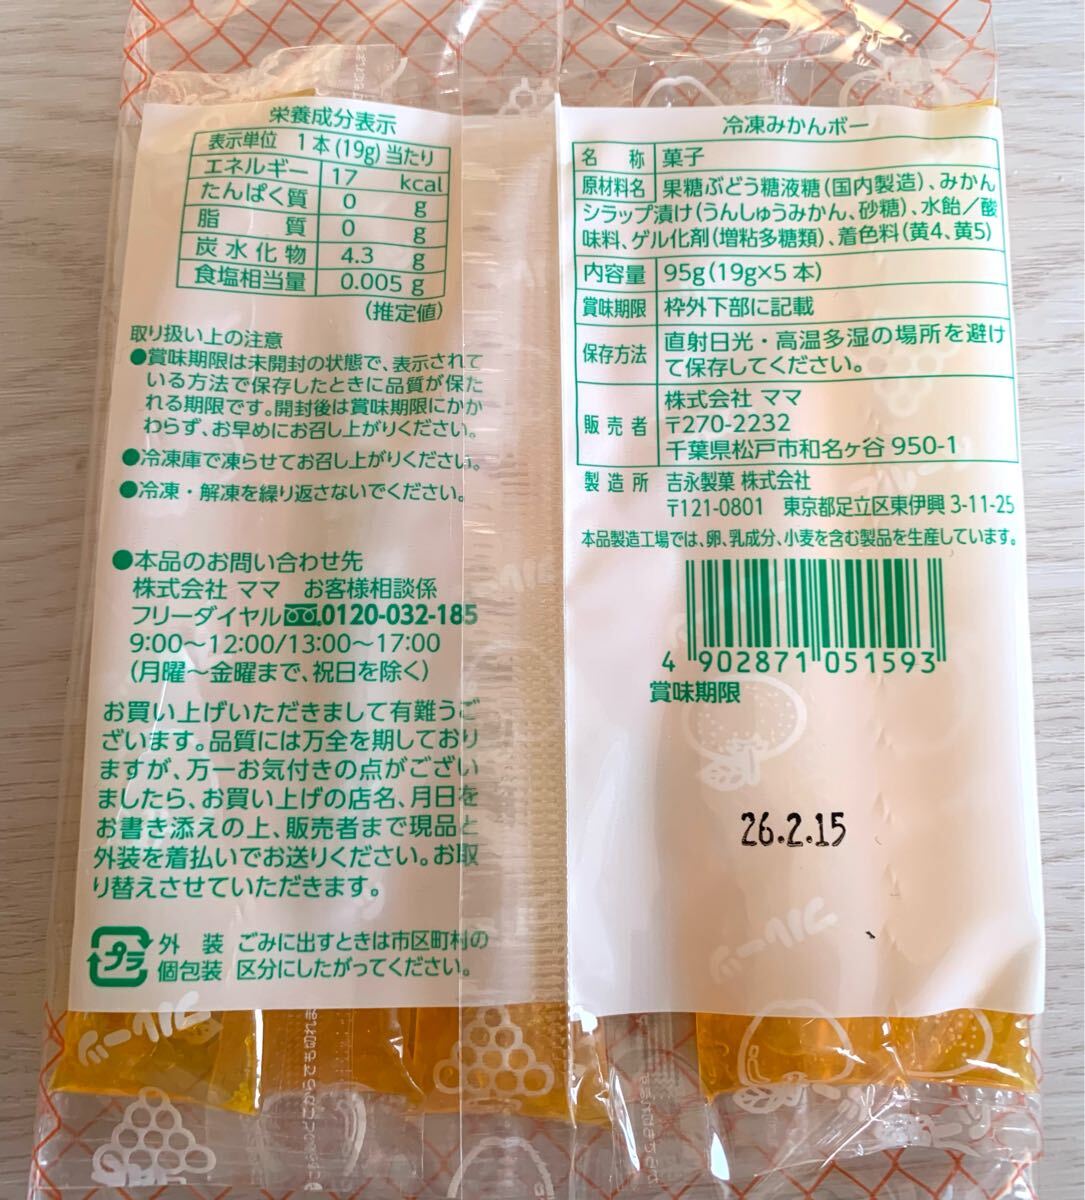 栄養成分表示
表示単位 1本(19g)当たり
エネルギー 17 kcal
たんぱく質 0 g
脂質 0 g
炭水化物 4.3 g
食塩相当量 0.005 g
(推定値)
取り扱い上の注意
●賞味期限は未開封の状態で、表示されて
いる方法で保存したときに品質が保た
れる期限です。開封後は賞味期限にかか
わらず、お早めにお召し上がりください。
●冷凍庫で凍らせてお召し上がりください。
●冷凍・解凍を繰り返さないでください。
●本品のお問い合わせ先
株式会社 ママ お客様相談係
フリーダイヤル 0120-032-185
9:00〜12:00/13:00〜17:00
(月曜〜金曜まで、祝日を除く)
お買い上げいただきまして有難うご
ざいます。品質には万全を期しており
ますが、万一お気付きの点がござい
ましたら、お買い上げの店名、月日を
お書き添えの上、販売者まで現品と
外装を着払いでお送りください。お取
り替えさせていただきます。
プラ
外装 ごみに出すときは市区町村の
個包装 区分にしたがってください。
冷凍みかんボー
名称 菓子
原材料名 果糖ぶどう糖液糖(国内製造)、みかん
シラップ漬け(うんしゅうみかん、砂糖)、水飴/酸
味料、ゲル化剤(増粘多糖類)、着色料(黄4、黄5)
内容量 95g(19g×5本)
賞味期限 枠外下部に記載
保存方法 直射日光・高温多湿の場所を避け
て保存してください。
販売者 株式会社 ママ
〒270-2232
千葉県松戸市和名ヶ谷 950-1
製造所 吉永製菓 株式会社
〒121-0801 東京都足立区東伊興 3-11-25
本品製造工場では、卵、乳成分、小麦を含む製品を生産しています。
4 902871 051593
賞味期限
26.2.15